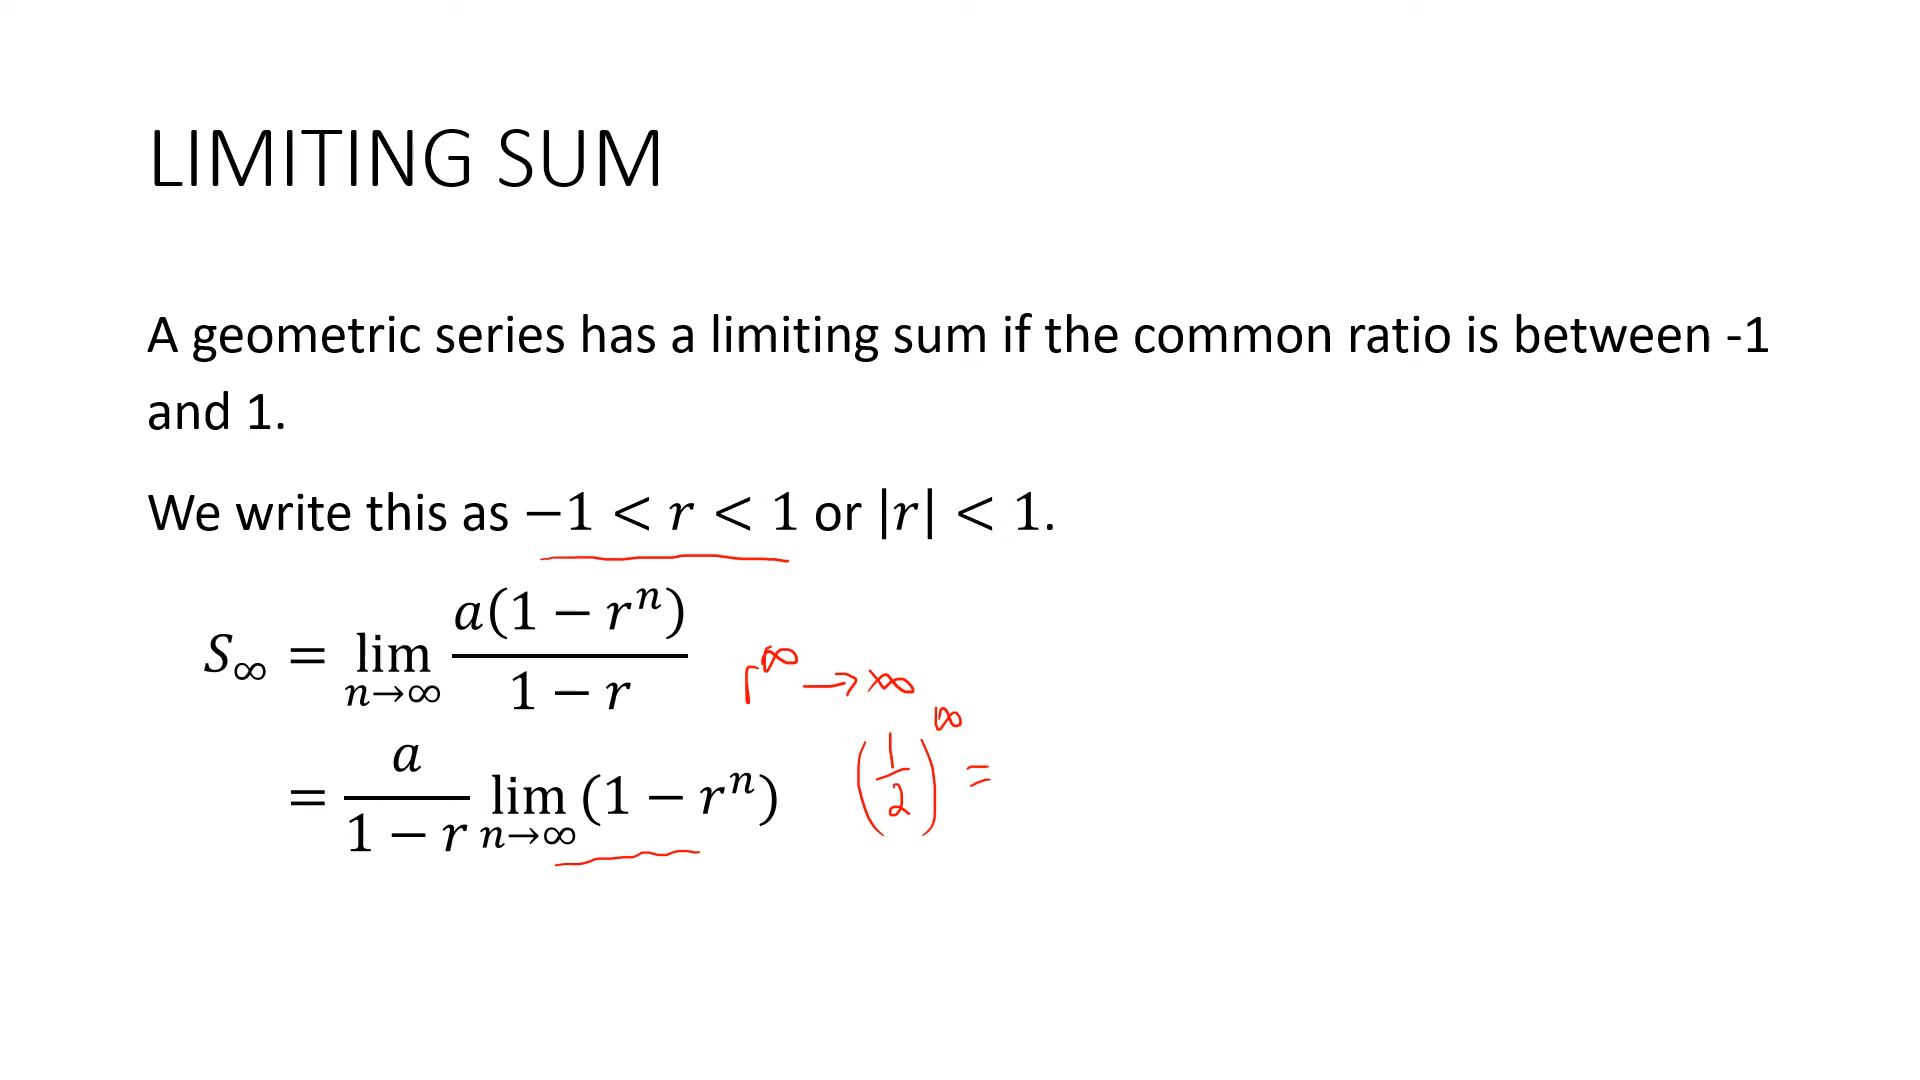 LIMITING SUM
A geometric series has a limiting sum if the common ratio is between -1
and 1.
We write this as −1 < r < 1 or |r| < 1.
S∞ = lim n→∞ a(1 − rⁿ) / 1 − r
r^∞ → ∞
= a / 1 − r lim n→∞ (1 − rⁿ)
(1/2)^∞ =